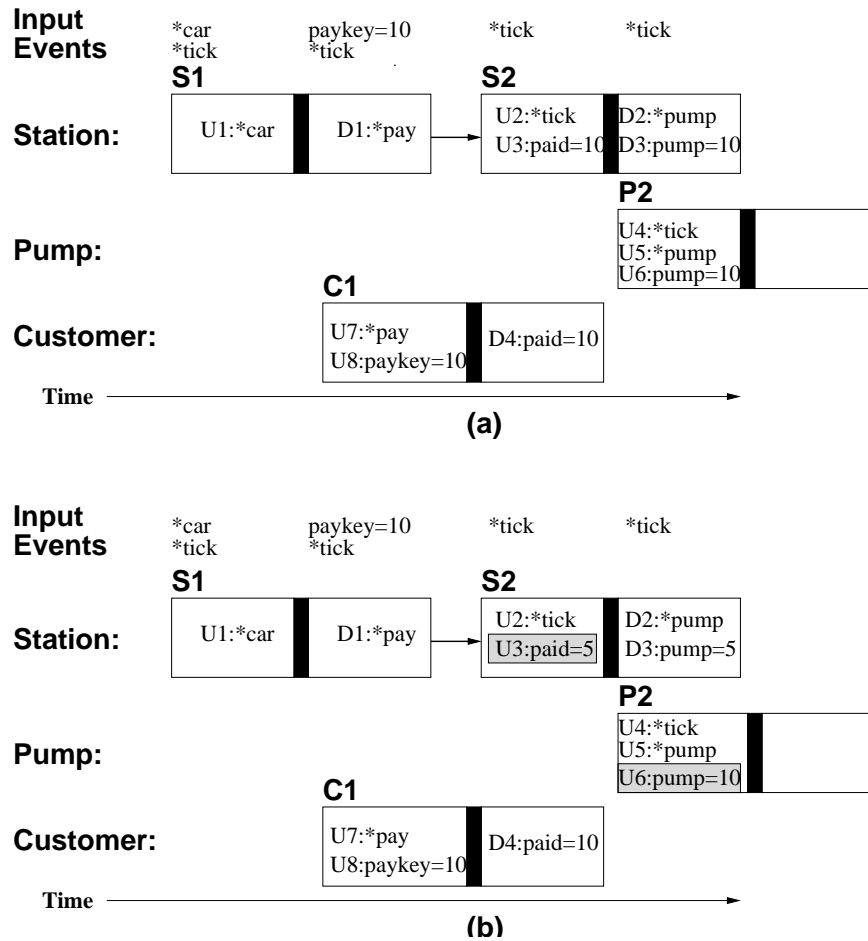 Input Events
*car paykey=10 *tick *tick
*tick *tick
S1 S2
Station:
U1:*car D1:*pay U2:*tick D2:*pump
U3:paid=10 D3:pump=10
P2
Pump:
U4:*tick
U5:*pump
U6:pump=10
C1
Customer:
U7:*pay D4:paid=10
U8:paykey=10
Time
(a)
Input Events
*car paykey=10 *tick *tick
*tick *tick
S1 S2
Station:
U1:*car D1:*pay U2:*tick D2:*pump
U3:paid=5 D3:pump=5
P2
Pump:
U4:*tick
U5:*pump
U6:pump=10
C1
Customer:
U7:*pay D4:paid=10
U8:paykey=10
Time
(b)